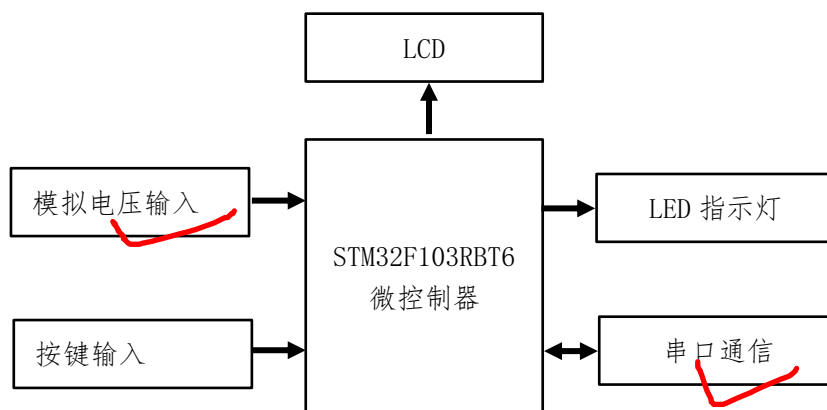 LCD
模拟电压输入
LED 指示灯
STM32F103RBT6
微控制器
按键输入
串口通信